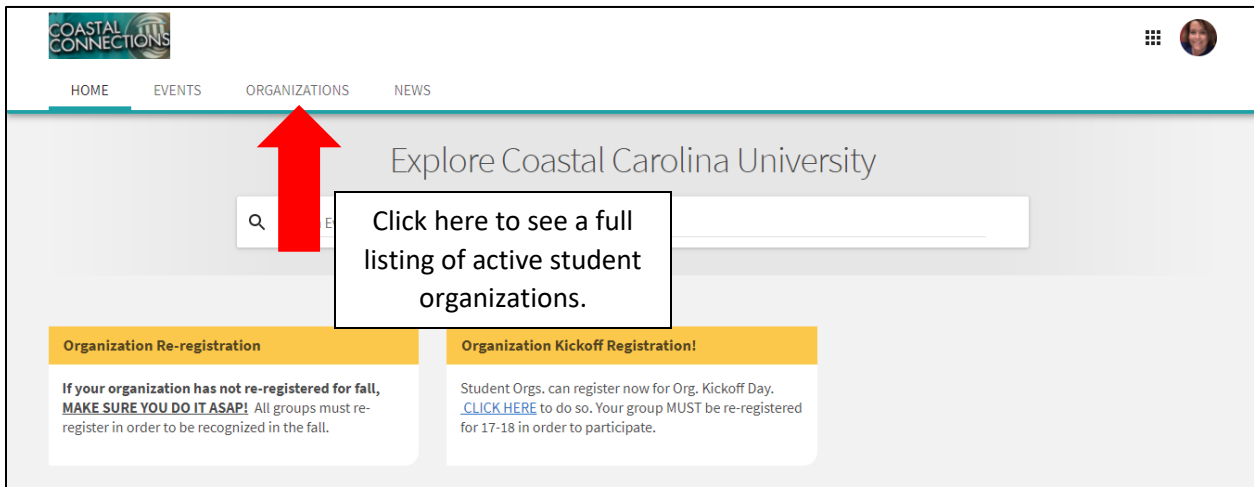 COASTAL
CONNECTIONS
HOME EVENTS ORGANIZATIONS NEWS
Explore Coastal Carolina University
Click here to see a full
listing of active student
organizations.
Organization Re-registration
If your organization has not re-registered for fall,
MAKE SURE YOU DO IT ASAP! All groups must re-
register in order to be recognized in the fall.
Organization Kickoff Registration!
Student Orgs. can register now for Org. Kickoff Day.
CLICK HERE to do so. Your group MUST be re-registered
for 17-18 in order to participate.